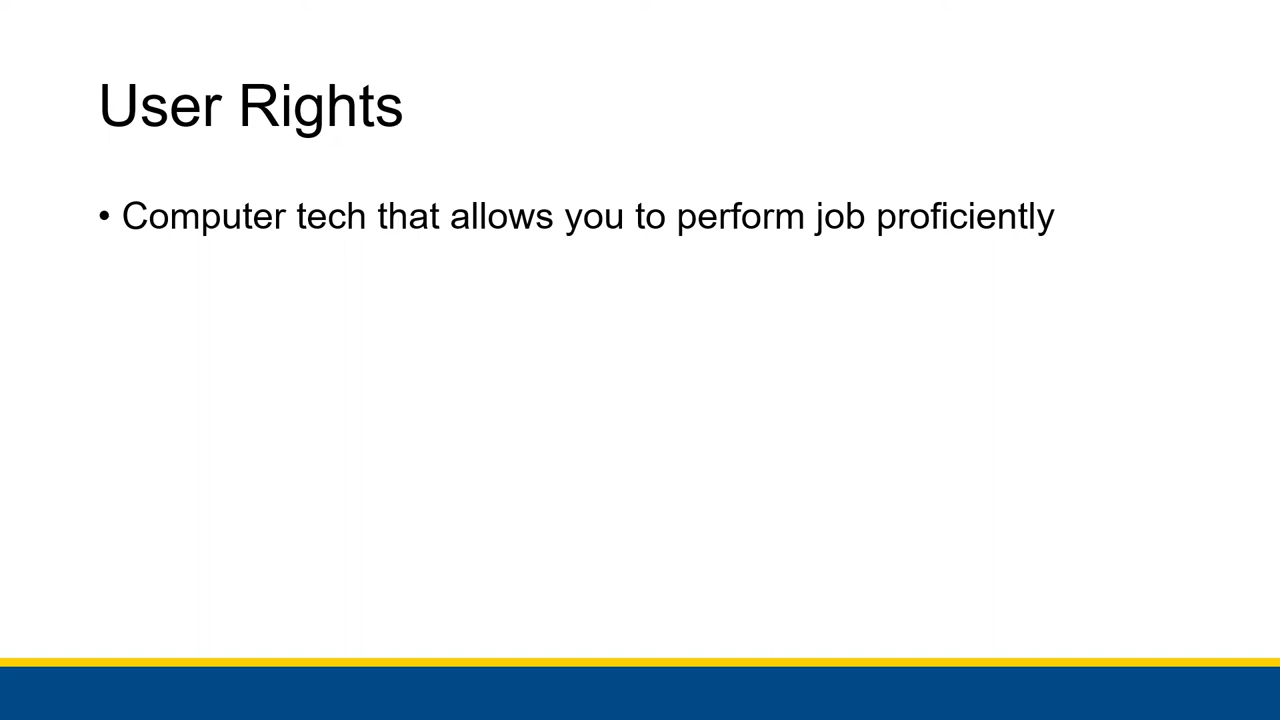 User Rights
• Computer tech that allows you to perform job proficiently